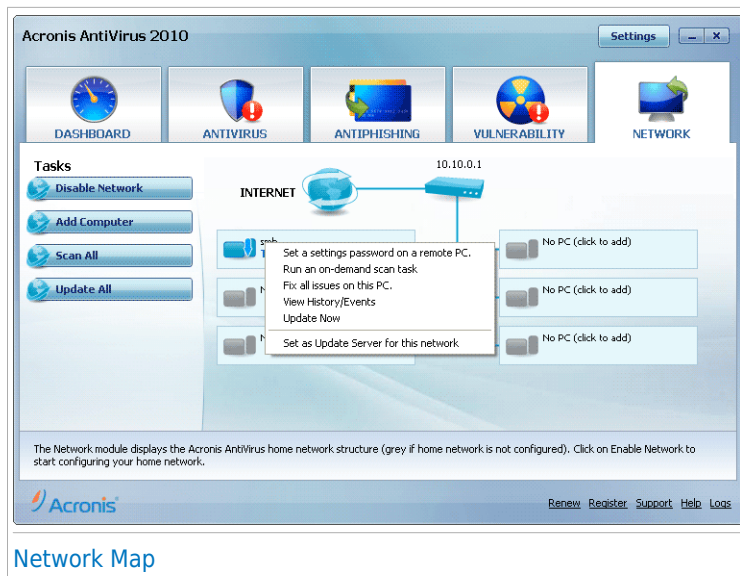 Acronis AntiVirus 2010
Settings
DASHBOARD
ANTIVIRUS
ANTIPHISHING
VULNERABILITY
NETWORK
Tasks
Disable Network
Add Computer
Scan All
Update All
INTERNET
10.10.0.1
No PC (click to add)
No PC (click to add)
No PC (click to add)
Set a settings password on a remote PC.
Run an on-demand scan task
Fix all issues on this PC.
View History/Events
Update Now
Set as Update Server for this network
The Network module displays the Acronis AntiVirus home network structure (grey if home network is not configured). Click on Enable Network to
start configuring your home network.
Acronis
Renew Register Support Help Logs
Network Map